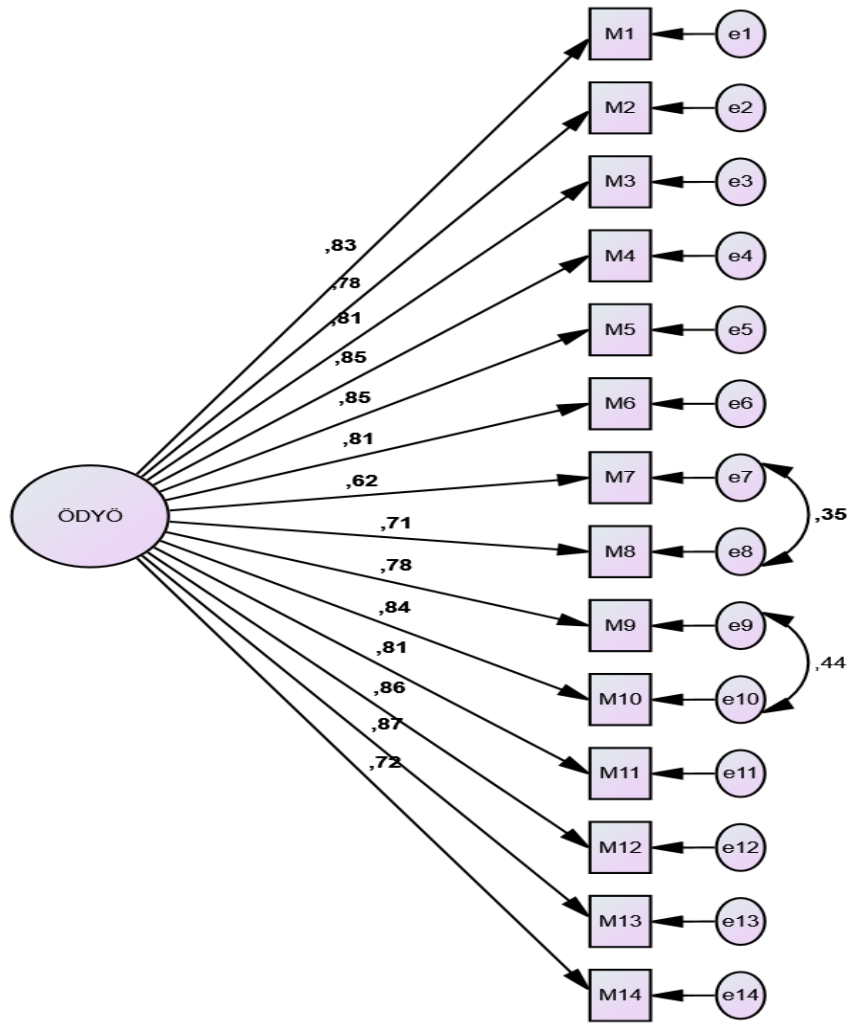 M1 e1
M2 e2
M3 e3
,83
M4 e4
,78
,81
M5 e5
,85
,85
M6 e6
,81
M7 e7
,62
ÖDYÖ
,35
,71
M8 e8
,78
,84
M9 e9
,81
,44
,86
M10 e10
,87
,72
M11 e11
M12 e12
M13 e13
M14 e14